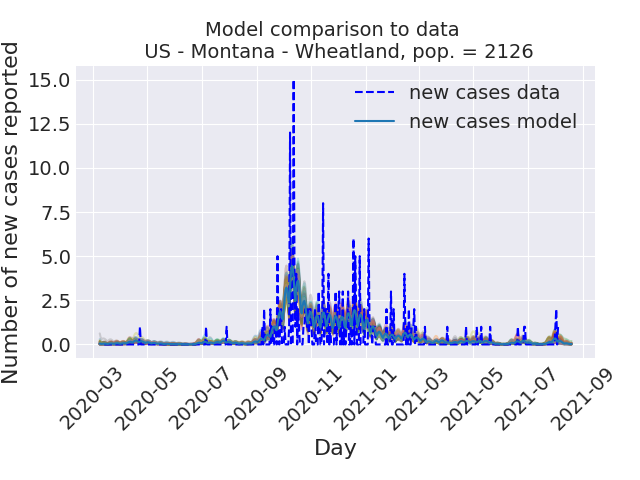 Model comparison to data
US - Montana - Wheatland, pop. = 2126
Number of new cases reported
15.0
12.5
10.0
7.5
5.0
2.5
0.0
new cases data
new cases model
2020-03
2020-05
2020-07
2020-09
2020-11
2021-01
2021-03
2021-05
2021-07
2021-09
Day